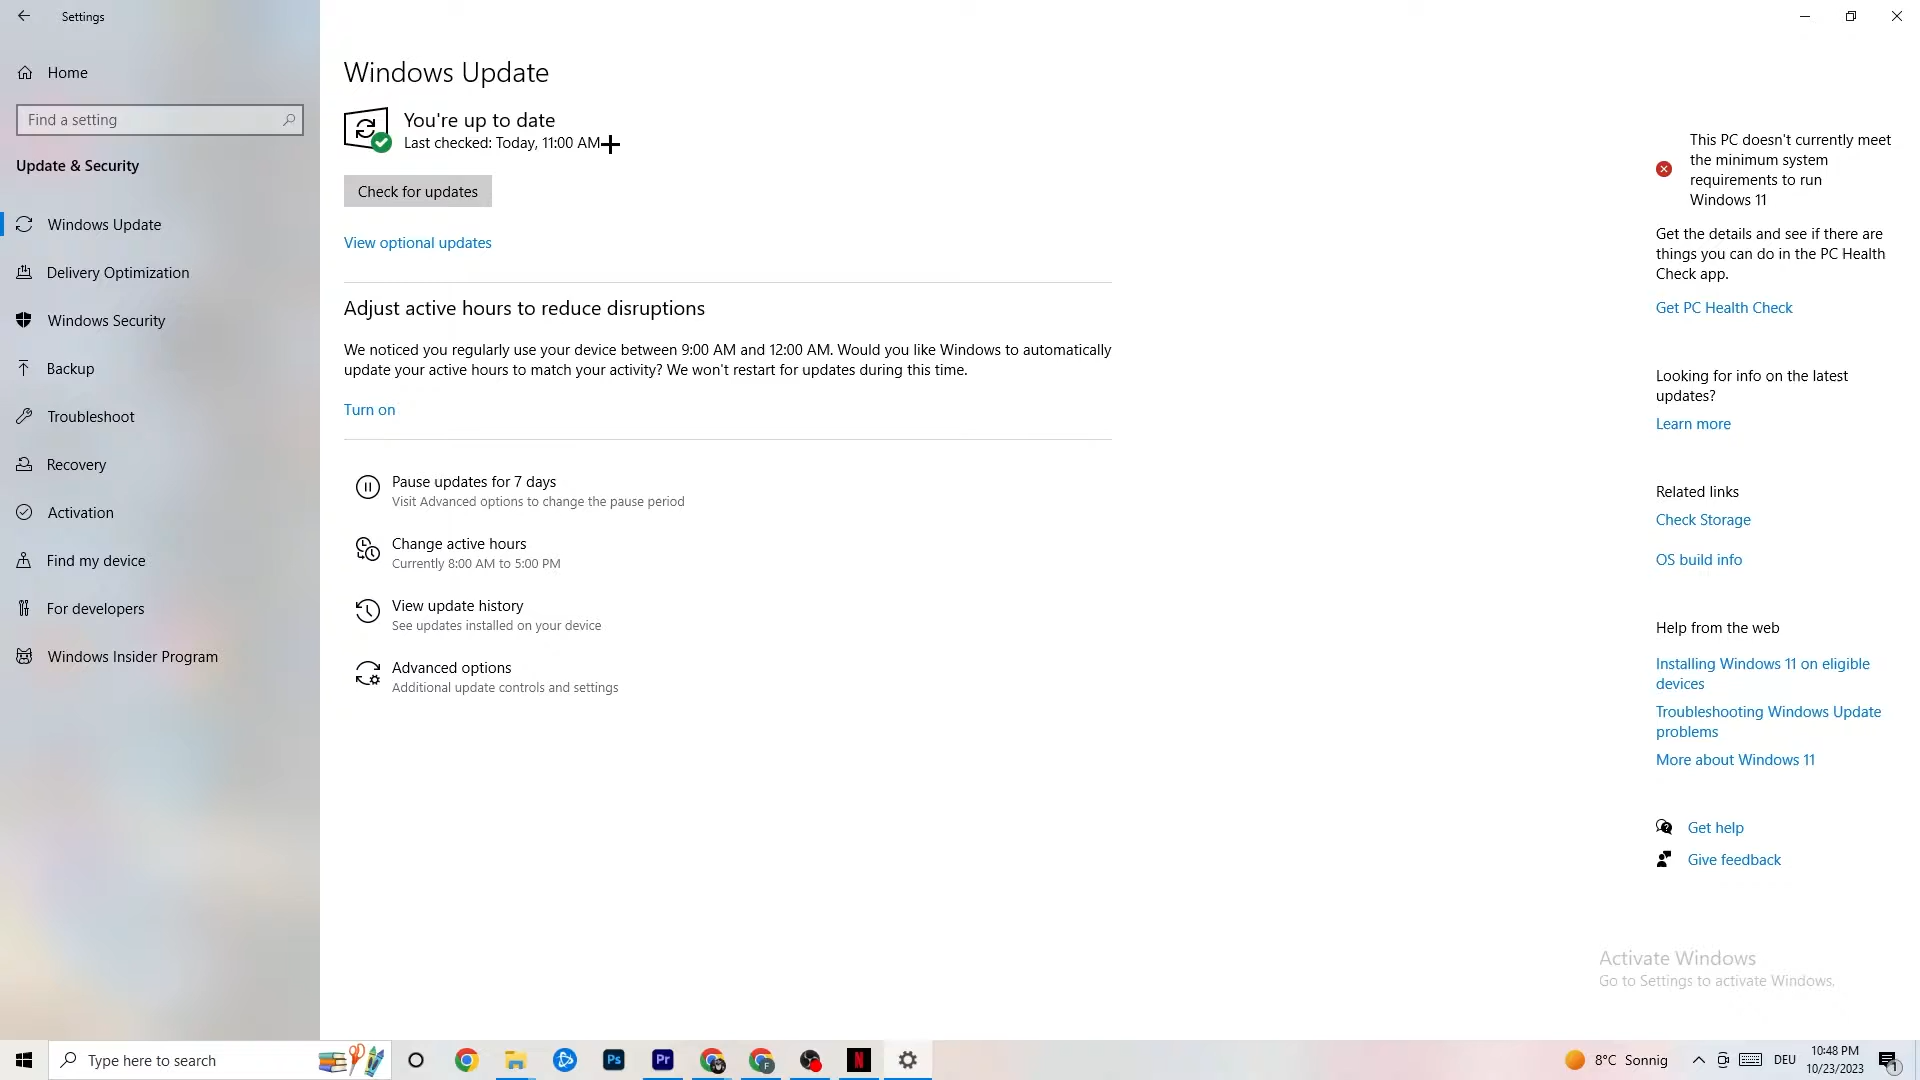 Settings
Home
Find a setting
Update & Security
Windows Update
Delivery Optimization
Windows Security
Backup
Troubleshoot
Recovery
Activation
Find my device
For developers
Windows Insider Program
Windows Update
You're up to date
Last checked: Today, 11:00 AM
Check for updates
View optional updates
Adjust active hours to reduce disruptions
We noticed you regularly use your device between 9:00 AM and 12:00 AM. Would you like Windows to automatically
update your active hours to match your activity? We won't restart for updates during this time.
Turn on
Pause updates for 7 days
Visit Advanced options to change the pause period
Change active hours
Currently 8:00 AM to 5:00 PM
View update history
See updates installed on your device
Advanced options
Additional update controls and settings
This PC doesn't currently meet
the minimum system
requirements to run
Windows 11
Get the details and see if there are
things you can do in the PC Health
Check app.
Get PC Health Check
Looking for info on the latest
updates?
Learn more
Related links
Check Storage
OS build info
Help from the web
Installing Windows 11 on eligible
devices
Troubleshooting Windows Update
problems
More about Windows 11
Get help
Give feedback
Activate Windows
Go to Settings to activate Windows.
Type here to search
Ps
Pr
F
N
8°C Sonnig
DEU
10:48 PM
10/23/2023
1